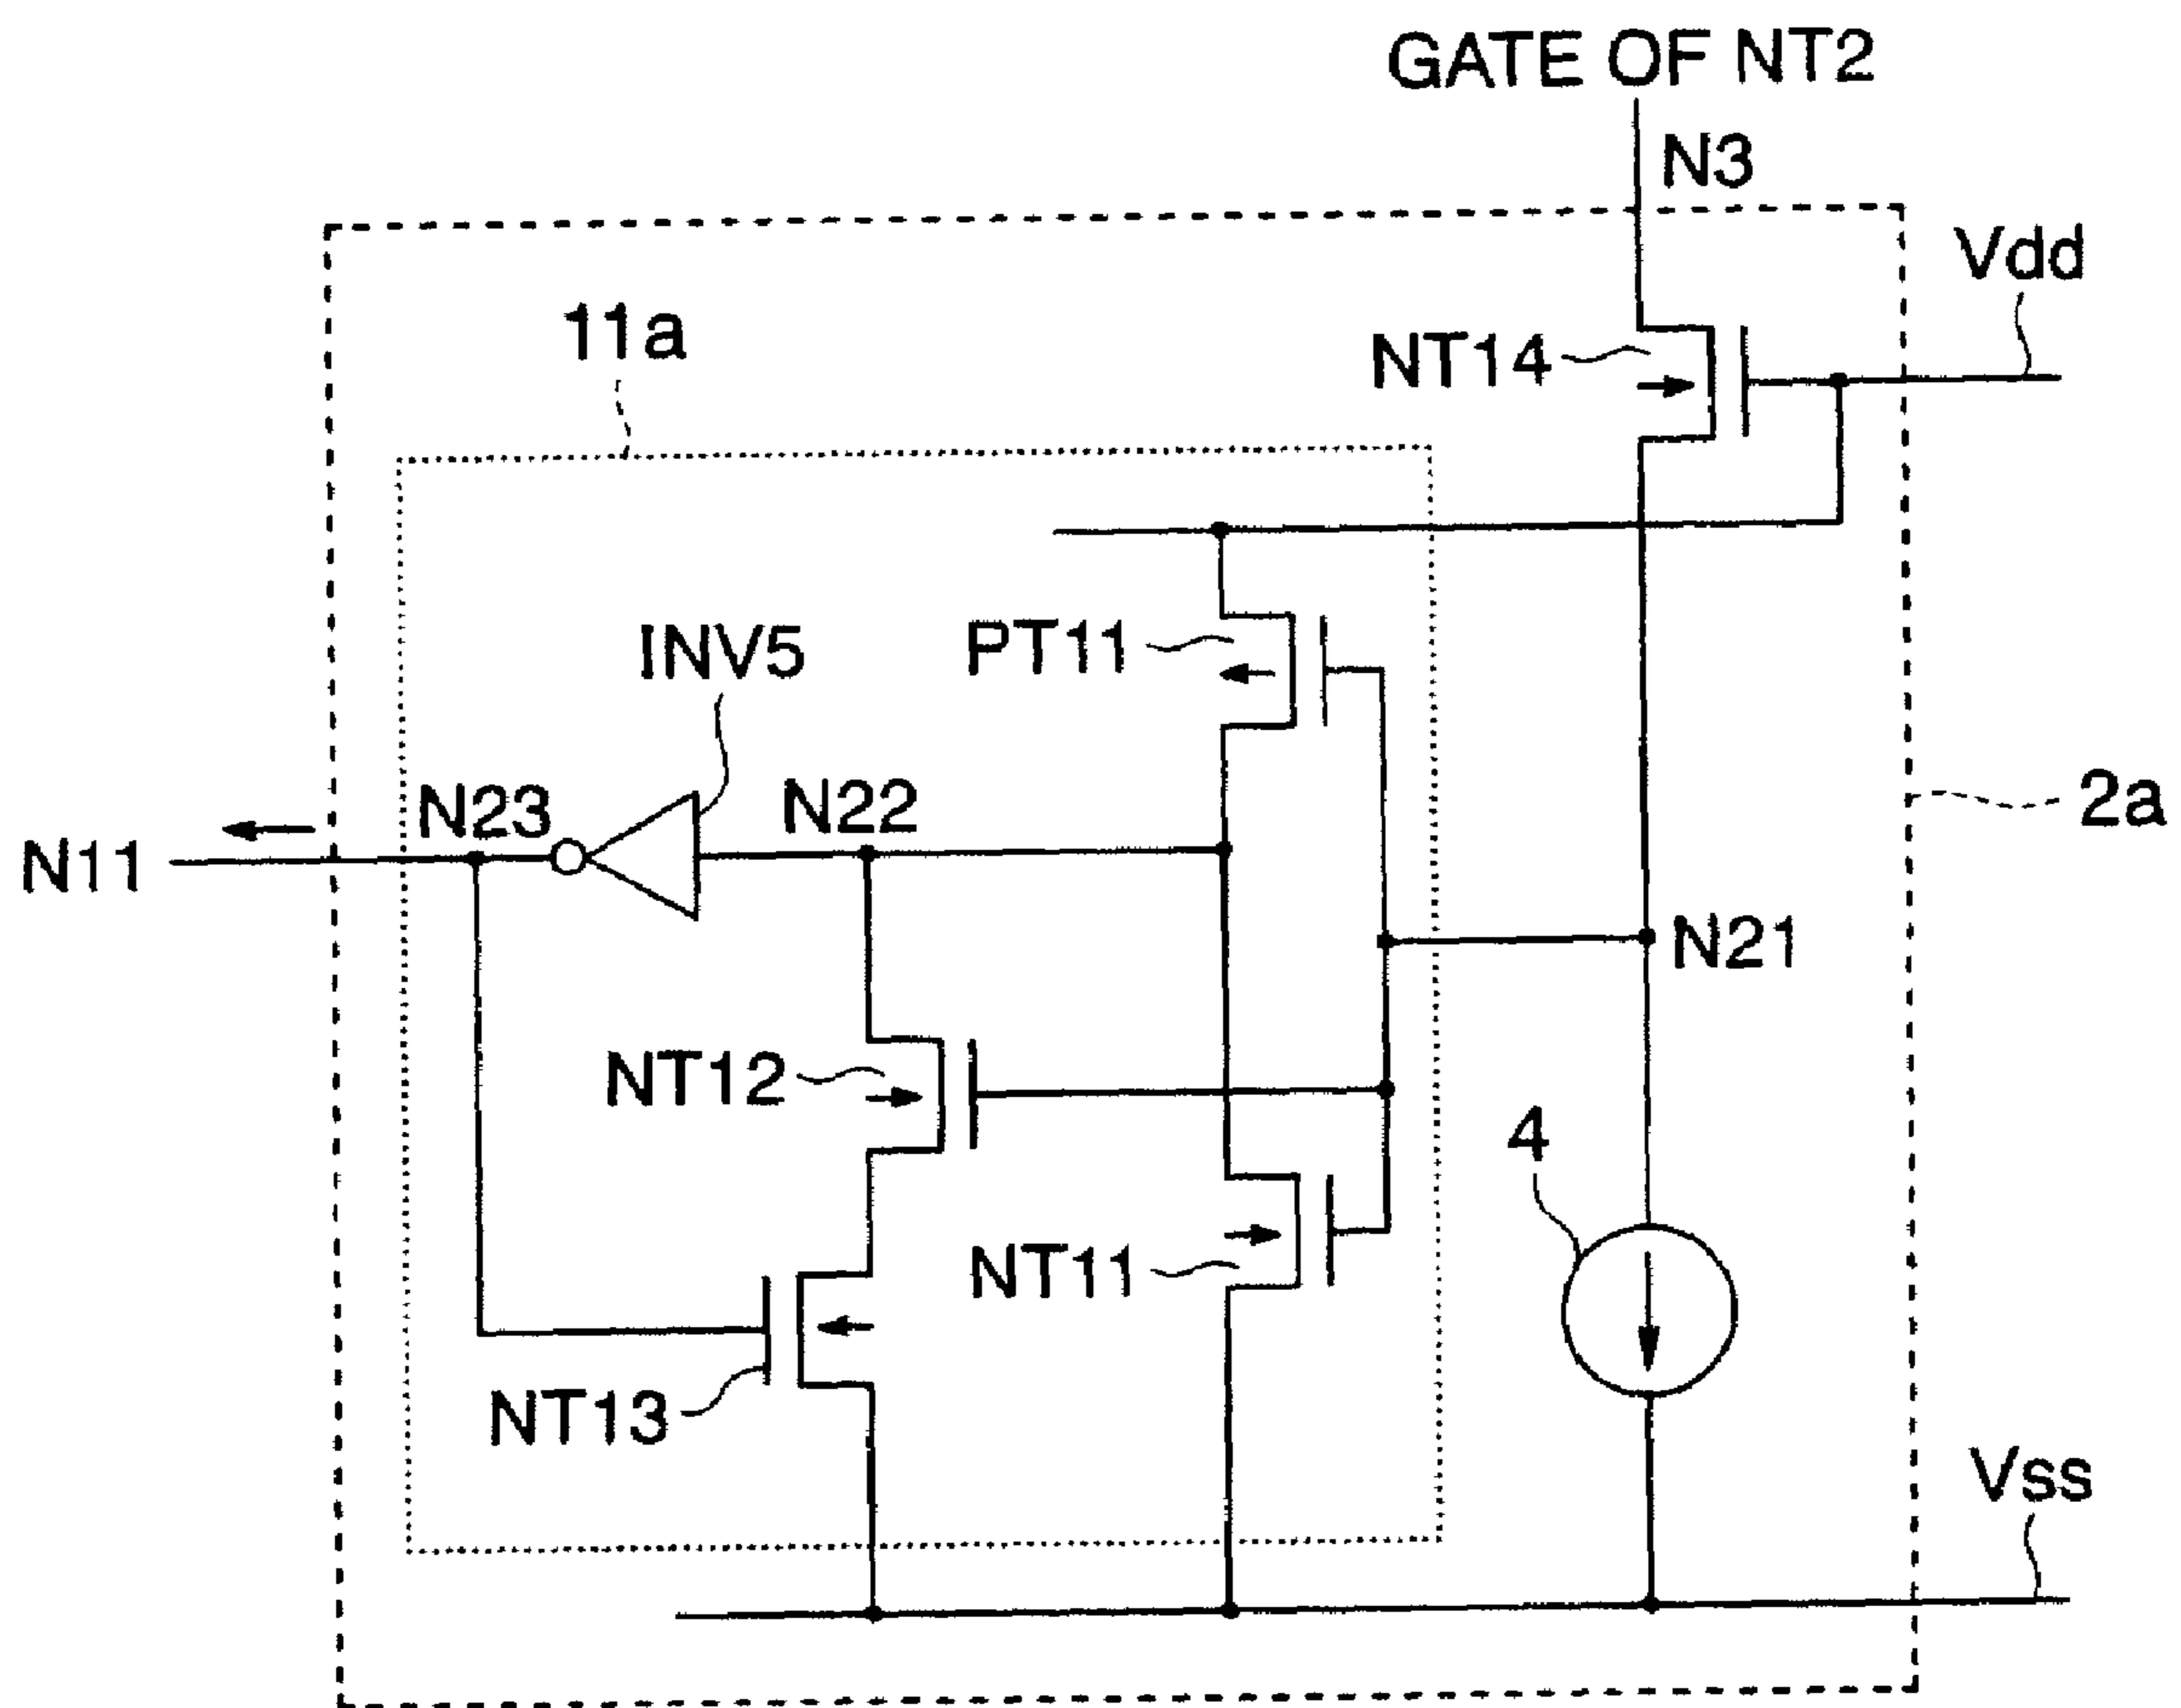 GATE OF NT2
N3
Vdd
11a
NT14
PT11
INV5
N23
N22
2a
N11
N21
NT12
4
NT11
NT13
Vss